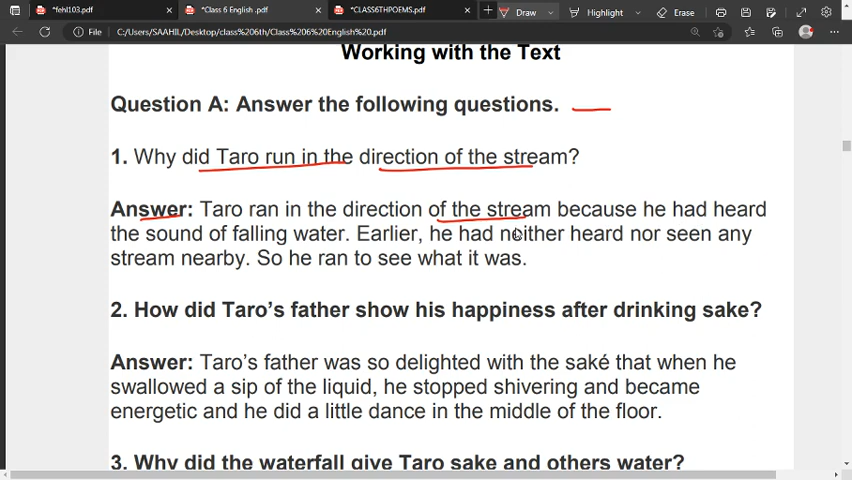 *fehl103.pdf
*Class 6 English .pdf
*CLASS6THPOEMS.pdf
Draw
Highlight
Erase
File
C:/Users/SAAHIL/Desktop/class%206th/Class%206%20English%20.pdf
Working with the Text
Question A: Answer the following questions.
1. Why did Taro run in the direction of the stream?
Answer: Taro ran in the direction of the stream because he had heard
the sound of falling water. Earlier, he had neither heard nor seen any
stream nearby. So he ran to see what it was.
2. How did Taro’s father show his happiness after drinking sake?
Answer: Taro’s father was so delighted with the saké that when he
swallowed a sip of the liquid, he stopped shivering and became
energetic and he did a little dance in the middle of the floor.
3. Why did the waterfall give Taro sake and others water?